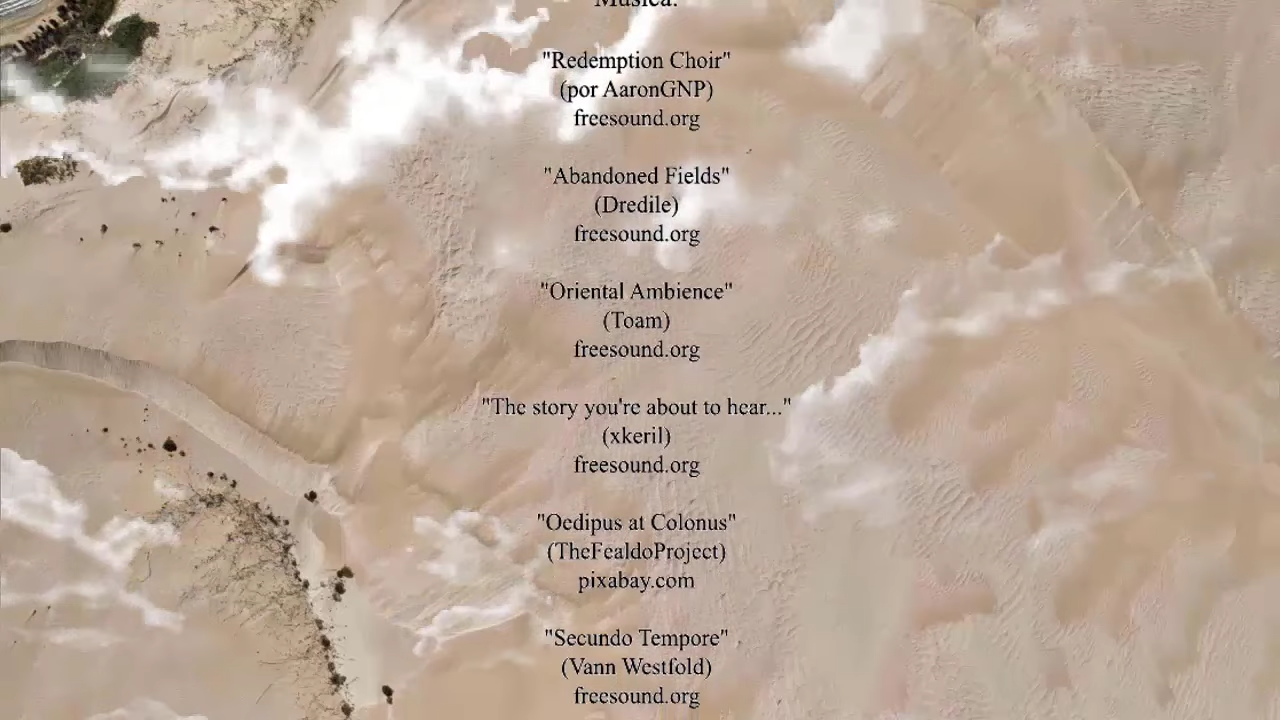 Música:
"Redemption Choir"
(por AaronGNP)
freesound.org
"Abandoned Fields"
(Dredile)
freesound.org
"Oriental Ambience"
(Toam)
freesound.org
"The story you're about to hear..."
(xkeril)
freesound.org
"Oedipus at Colonus"
(TheFealdoProject)
pixabay.com
"Secundo Tempore"
(Vann Westfold)
freesound.org